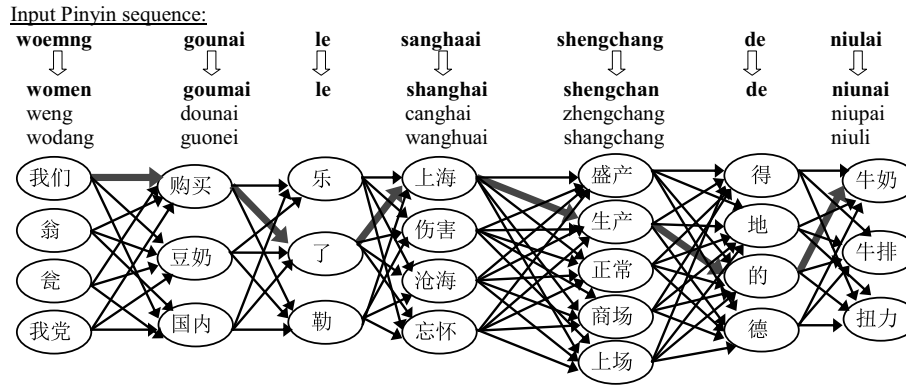 Input Pinyin sequence:
woemng gounai le sanghaai shengchang de niulai
women goumai le shanghai shengchan de niunai
weng dounai canghai zhengchang niupai
wodang guonei wanghuai shangchang niuli
我们 购买 乐 上海 盛产 得 牛奶
翁 豆奶 了 伤害 生产 地 牛排
瓮 国内 勒 沧海 正常 的 扭力
我党 忘怀 商场 德
上场